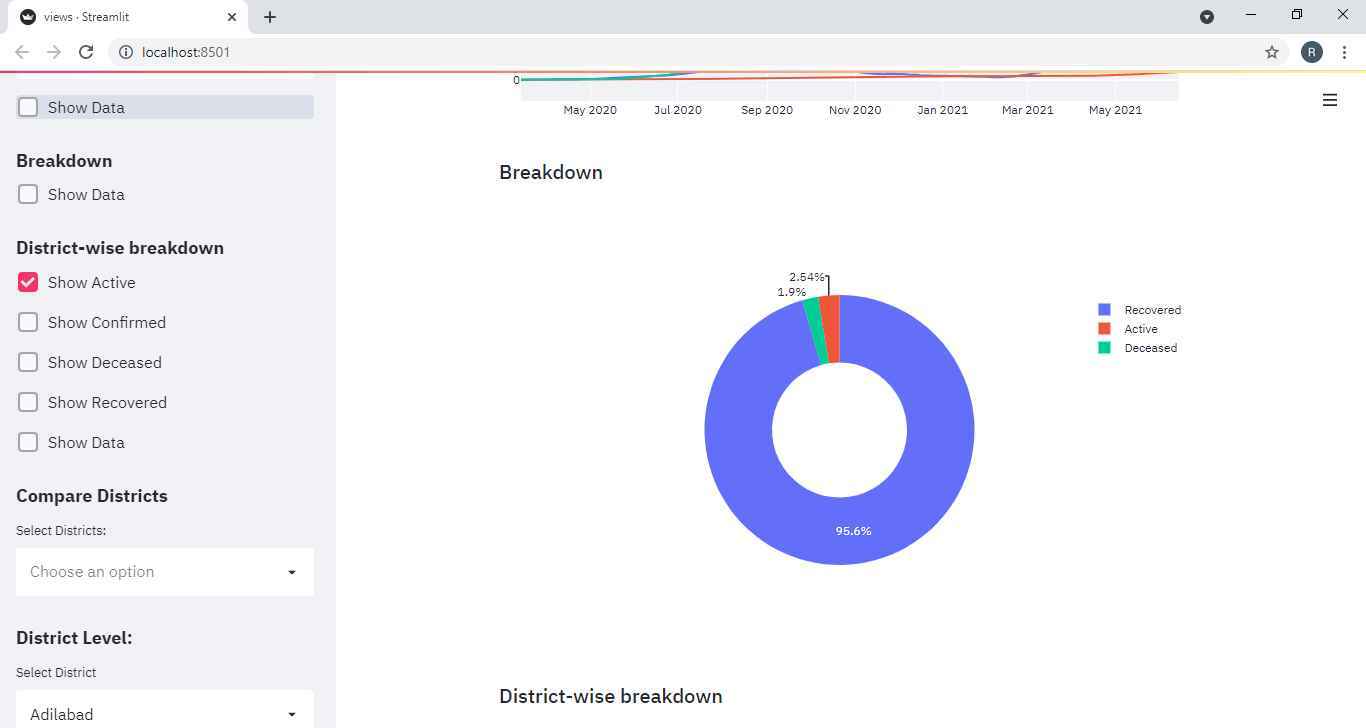 views · Streamlit
localhost:8501
R
Show Data
Breakdown
Show Data
District-wise breakdown
Show Active
Show Confirmed
Show Deceased
Show Recovered
Show Data
Compare Districts
Select Districts:
Choose an option
District Level:
Select District
Adilabad
0
May 2020 Jul 2020 Sep 2020 Nov 2020 Jan 2021 Mar 2021 May 2021
Breakdown
2.54%
1.9%
95.6%
Recovered
Active
Deceased
District-wise breakdown